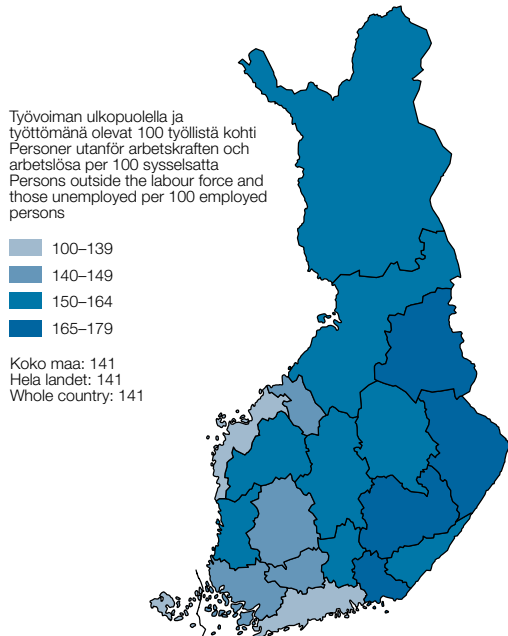 Työvoiman ulkopuolella ja
työttömänä olevat 100 työllistä kohti
Personer utanför arbetskraften och
arbetslösa per 100 sysselsatta
Persons outside the labour force and
those unemployed per 100 employed
persons
100–139
140–149
150–164
165–179
Koko maa: 141
Hela landet: 141
Whole country: 141